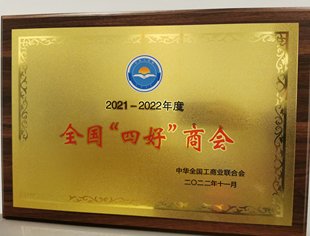 2021-2022年度
全国“四好”商会
中华全国工商业联合会
二〇二二年十一月